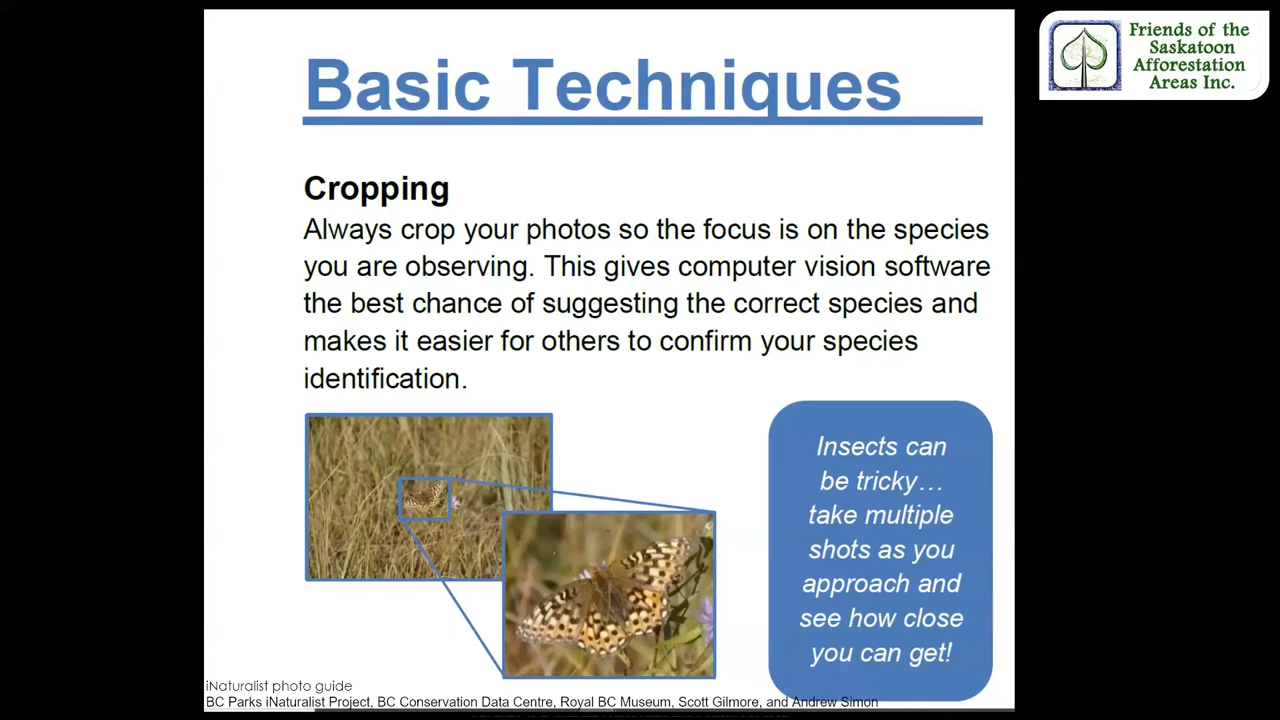 Basic Techniques
Friends of the
Saskatoon
Afforestation
Areas Inc.
Cropping
Always crop your photos so the focus is on the species
you are observing. This gives computer vision software
the best chance of suggesting the correct species and
makes it easier for others to confirm your species
identification.
Insects can
be tricky…
take multiple
shots as you
approach and
see how close
you can get!
iNaturalist photo guide
BC Parks iNaturalist Project, BC Conservation Data Centre, Royal BC Museum, Scott Gilmore, and Andrew Simon